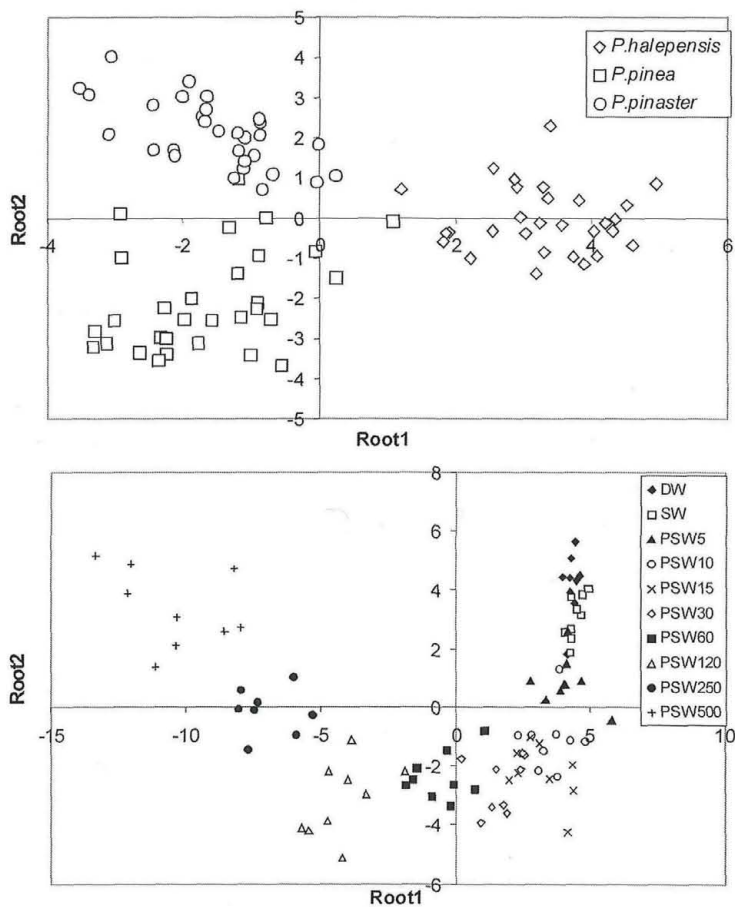 5
4
3
2
1
0
-1
-2
-3
-4
-5
-4
-2
0
2
4
6
Root2
Root1
P.halepensis
P.pinea
P.pinaster
8
6
4
2
0
-2
-4
-6
-15
-10
-5
0
5
10
Root2
Root1
DW
SW
PSW5
PSW10
PSW15
PSW30
PSW60
PSW120
PSW250
PSW500